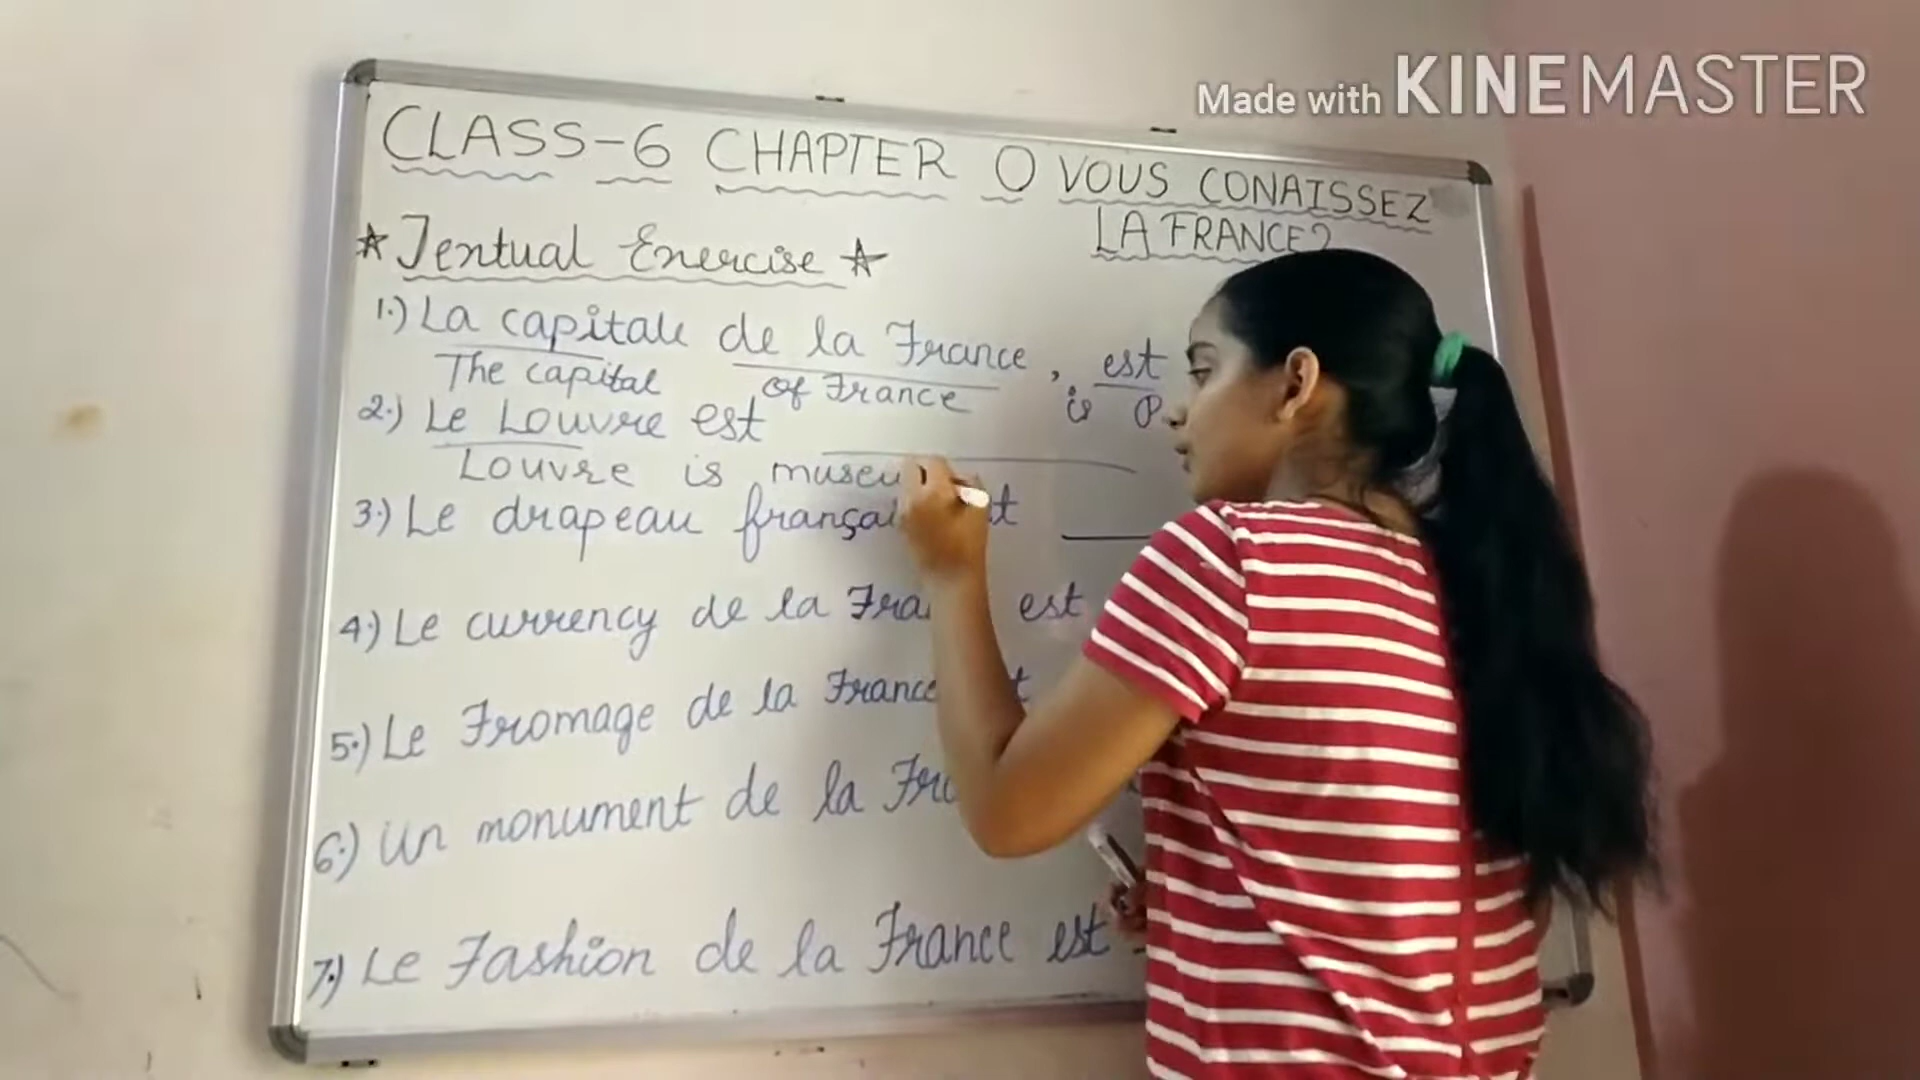 Made with KINEMASTER
CLASS-6 CHAPTER 0 VOUS CONAISSEZ
LA FRANCE?
★ Textual Exercise ★
1.) La capitale de la France, est
The capital of France is
2.) Le Louvre est
Louvre is
3.) Le drapeau
4.) Le currency de la est
5.) Le Fromage de la France
6.) Un monument de la
7.) Le Fashion de la France est